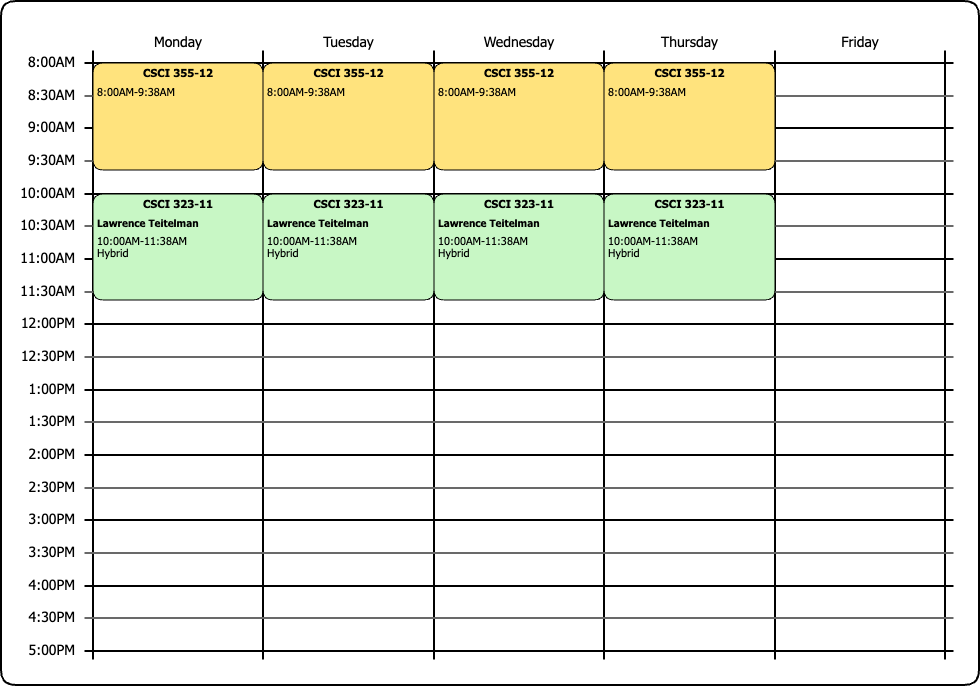 Monday Tuesday Wednesday Thursday Friday
8:00AM
CSCI 355-12 CSCI 355-12 CSCI 355-12 CSCI 355-12
8:00AM-9:38AM 8:00AM-9:38AM 8:00AM-9:38AM 8:00AM-9:38AM
8:30AM
9:00AM
9:30AM
10:00AM
CSCI 323-11 CSCI 323-11 CSCI 323-11 CSCI 323-11
Lawrence Teitelman Lawrence Teitelman Lawrence Teitelman Lawrence Teitelman
10:30AM
10:00AM-11:38AM 10:00AM-11:38AM 10:00AM-11:38AM 10:00AM-11:38AM
Hybrid Hybrid Hybrid Hybrid
11:00AM
11:30AM
12:00PM
12:30PM
1:00PM
1:30PM
2:00PM
2:30PM
3:00PM
3:30PM
4:00PM
4:30PM
5:00PM